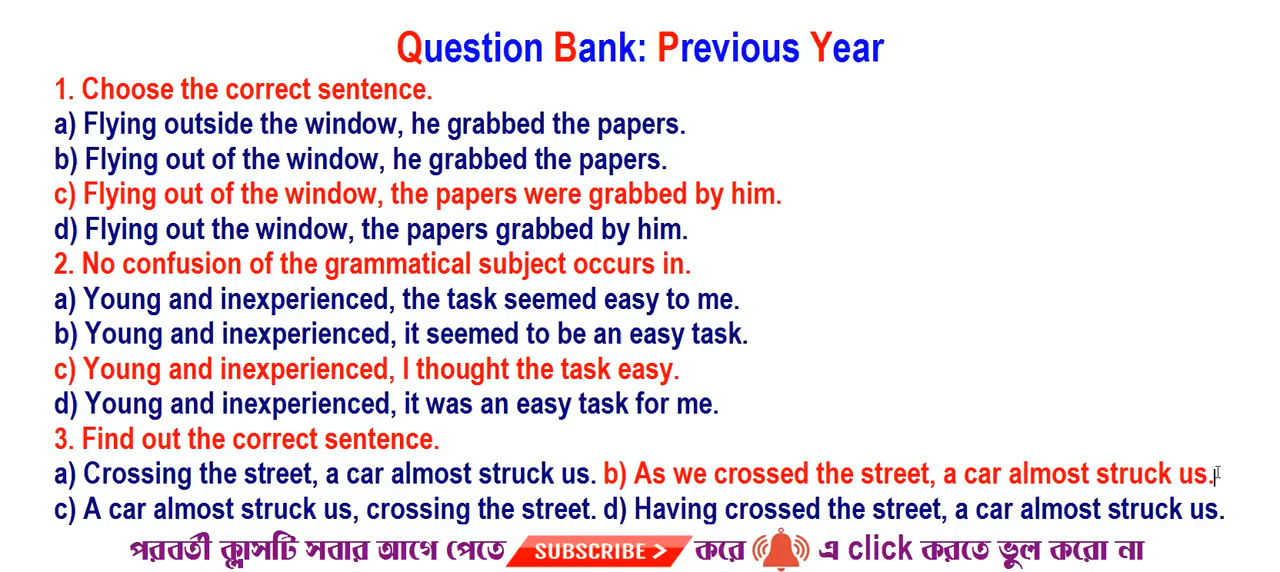 Question Bank: Previous Year
1. Choose the correct sentence.
a) Flying outside the window, he grabbed the papers.
b) Flying out of the window, he grabbed the papers.
c) Flying out of the window, the papers were grabbed by him.
d) Flying out the window, the papers grabbed by him.
2. No confusion of the grammatical subject occurs in.
a) Young and inexperienced, the task seemed easy to me.
b) Young and inexperienced, it seemed to be an easy task.
c) Young and inexperienced, I thought the task easy.
d) Young and inexperienced, it was an easy task for me.
3. Find out the correct sentence.
a) Crossing the street, a car almost struck us. b) As we crossed the street, a car almost struck us.
c) A car almost struck us, crossing the street. d) Having crossed the street, a car almost struck us.
পরবর্তী ক্লাসটি সবার আগে পেতে SUBSCRIBE > করে এ click করতে ভুল করো না